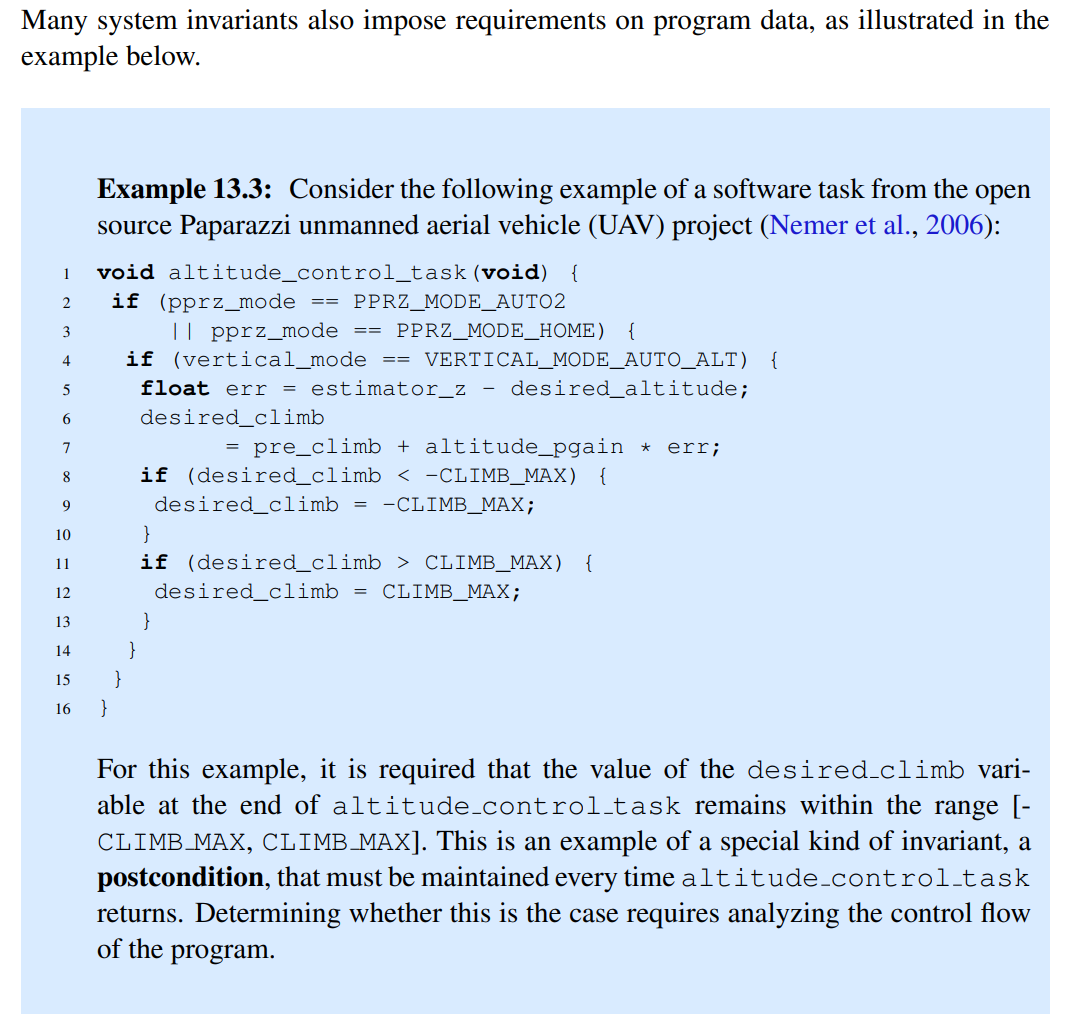 Many system invariants also impose requirements on program data, as illustrated in the
example below.
Example 13.3: Consider the following example of a software task from the open
source Paparazzi unmanned aerial vehicle (UAV) project (Nemer et al., 2006):
1 void altitude_control_task(void) {
2 if (pprz_mode == PPRZ_MODE_AUTO2
3 || pprz_mode == PPRZ_MODE_HOME) {
4 if (vertical_mode == VERTICAL_MODE_AUTO_ALT) {
5 float err = estimator_z - desired_altitude;
6 desired_climb
7 = pre_climb + altitude_pgain * err;
8 if (desired_climb < -CLIMB_MAX) {
9 desired_climb = -CLIMB_MAX;
10 }
11 if (desired_climb > CLIMB_MAX) {
12 desired_climb = CLIMB_MAX;
13 }
14 }
15 }
16 }
For this example, it is required that the value of the desired_climb vari-
able at the end of altitude_control_task remains within the range [-
CLIMB_MAX, CLIMB_MAX]. This is an example of a special kind of invariant, a
postcondition, that must be maintained every time altitude_control_task
returns. Determining whether this is the case requires analyzing the control flow
of the program.